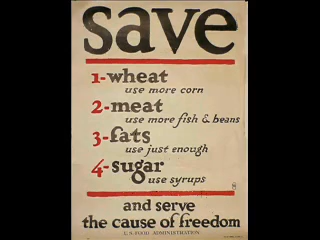 save
1-wheat
use more corn
2-meat
use more fish & beans
3-fats
use just enough
4-sugar
use syrups
and serve
the cause of freedom
U.S. FOOD ADMINISTRATION